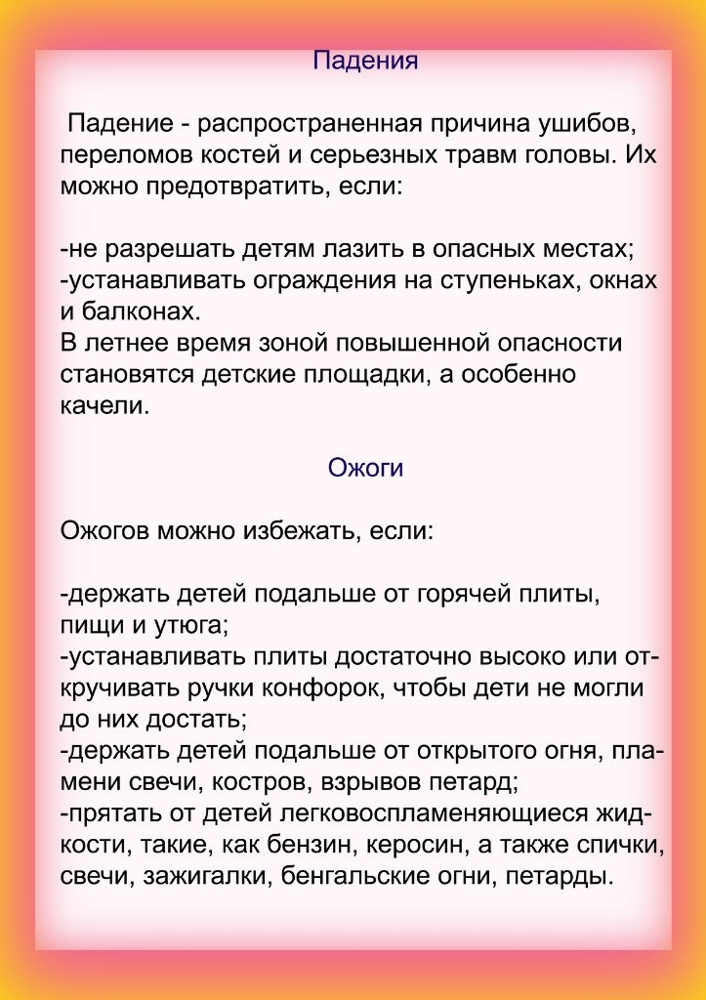 Падения
Падение - распространенная причина ушибов,
переломов костей и серьезных травм головы. Их
можно предотвратить, если:
-не разрешать детям лазить в опасных местах;
-устанавливать ограждения на ступеньках, окнах
и балконах.
В летнее время зоной повышенной опасности
становятся детские площадки, а особенно
качели.
Ожоги
Ожогов можно избежать, если:
-держать детей подальше от горячей плиты,
пищи и утюга;
-устанавливать плиты достаточно высоко или от-
кручивать ручки конфорок, чтобы дети не могли
до них достать;
-держать детей подальше от открытого огня, пла-
мени свечи, костров, взрывов петард;
-прятать от детей легковоспламеняющиеся жид-
кости, такие, как бензин, керосин, а также спички,
свечи, зажигалки, бенгальские огни, петарды.